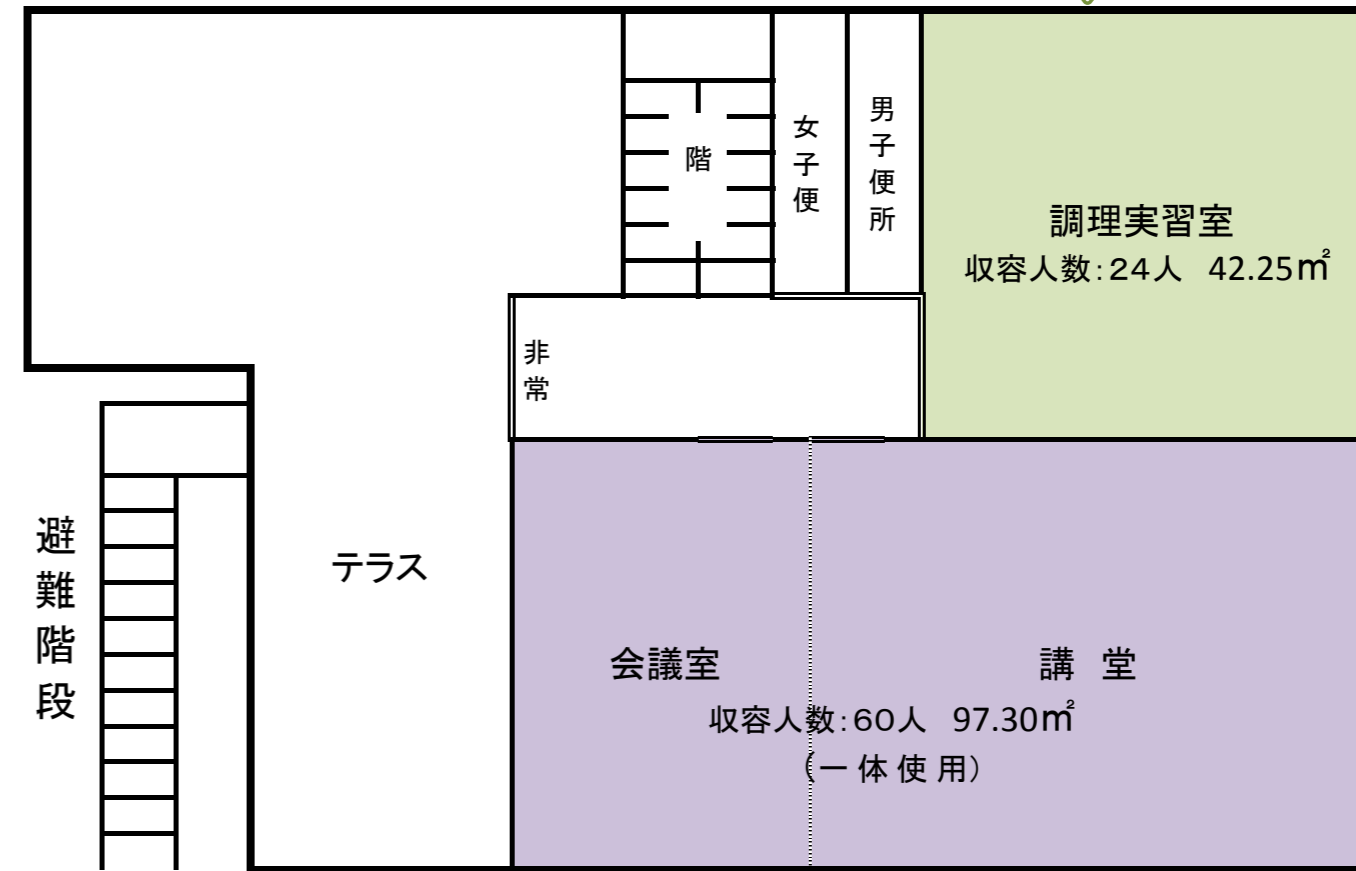 女子便
男子便所
階
調理実習室
収容人数：24人 42.25㎡
非常
避難階段
テラス
会議室 講 堂
収容人数：60人 97.30㎡
（一 体 使 用）